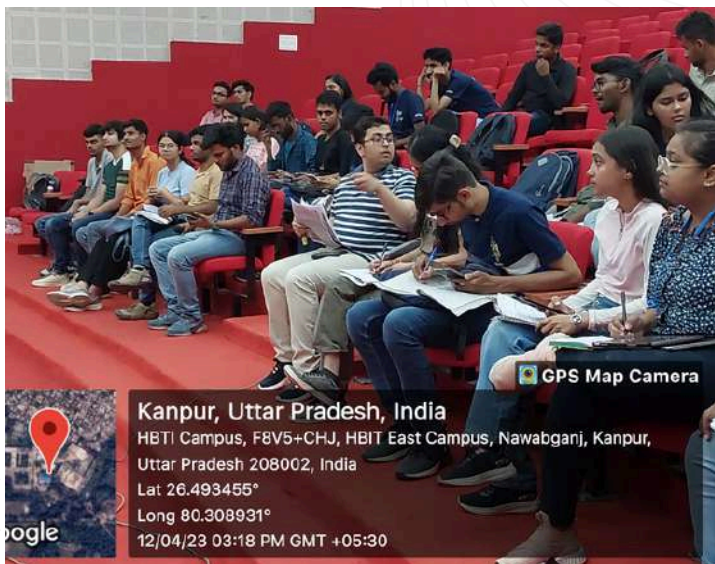 GPS Map Camera
Kanpur, Uttar Pradesh, India
HBTI Campus, F8V5+CHJ, HBIT East Campus, Nawabganj, Kanpur,
Uttar Pradesh 208002, India
Lat 26.493455°
Long 80.308931°
12/04/23 03:18 PM GMT +05:30
oogle